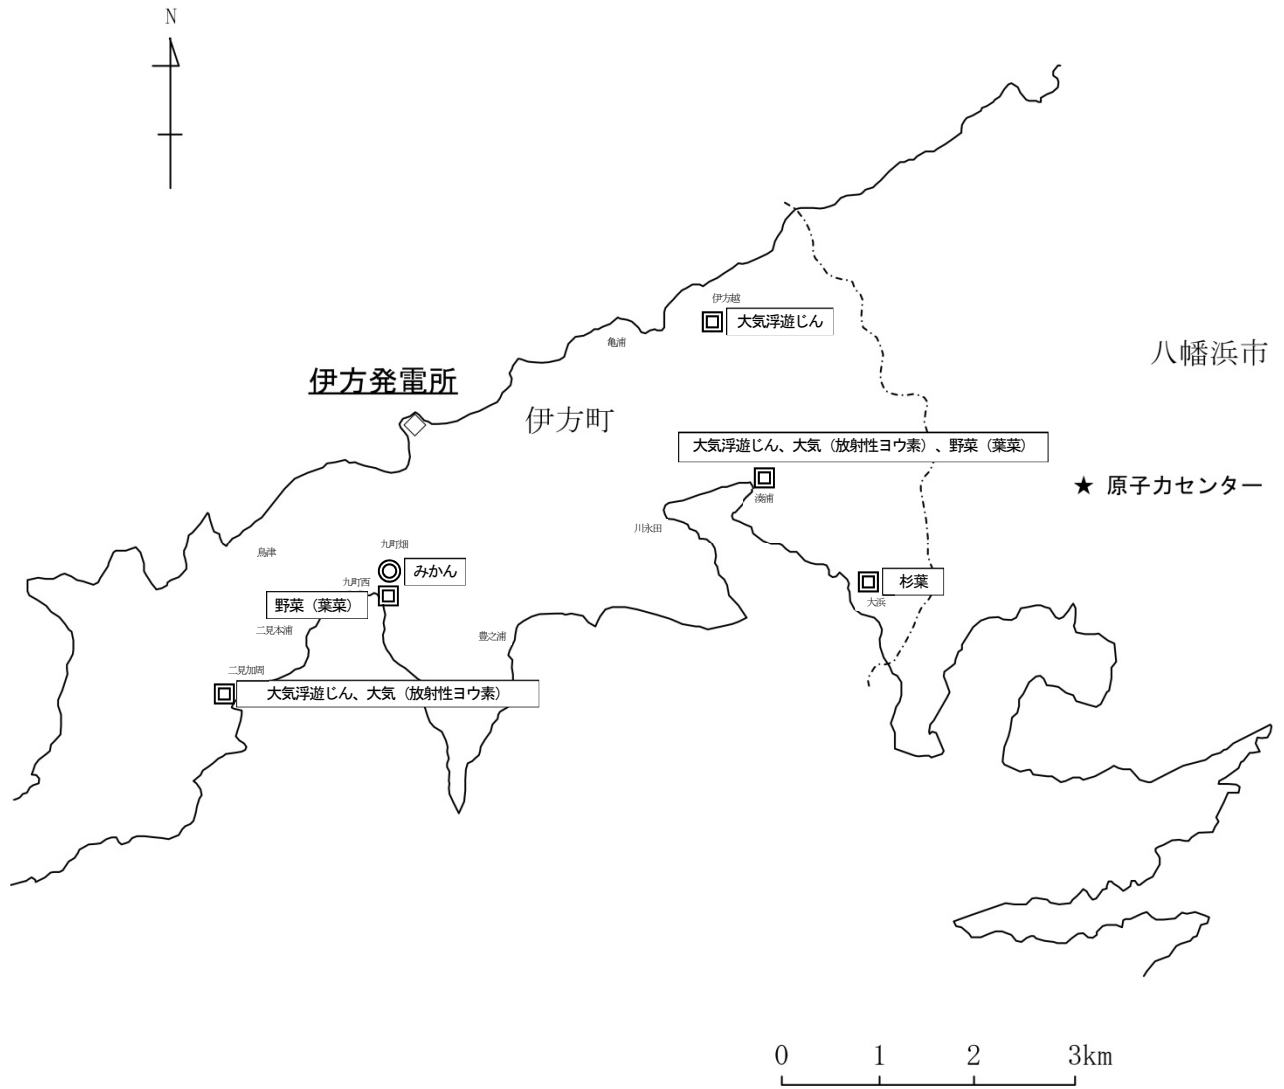 N
伊方越
大気浮遊じん
亀浦
八幡浜市
伊方発電所
伊方町
大気浮遊じん、大気（放射性ヨウ素）、野菜（葉菜）
★ 原子力センター
湊浦
川永田
九町畑
鳥津
みかん
九町西
杉葉
野菜（葉菜）
大浜
二見本浦
豊之浦
二見加周
大気浮遊じん、大気（放射性ヨウ素）
0 1 2 3km